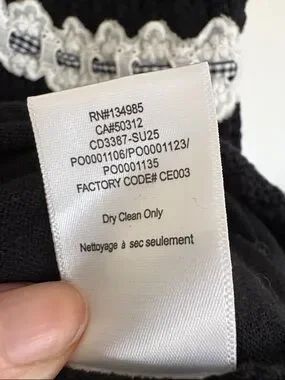 RN#134985
CA#50312
CD3387-SU25
PO0001106/PO0001123/
PO0001135
FACTORY CODE# CE003
Dry Clean Only
Nettoyage à sec seulement